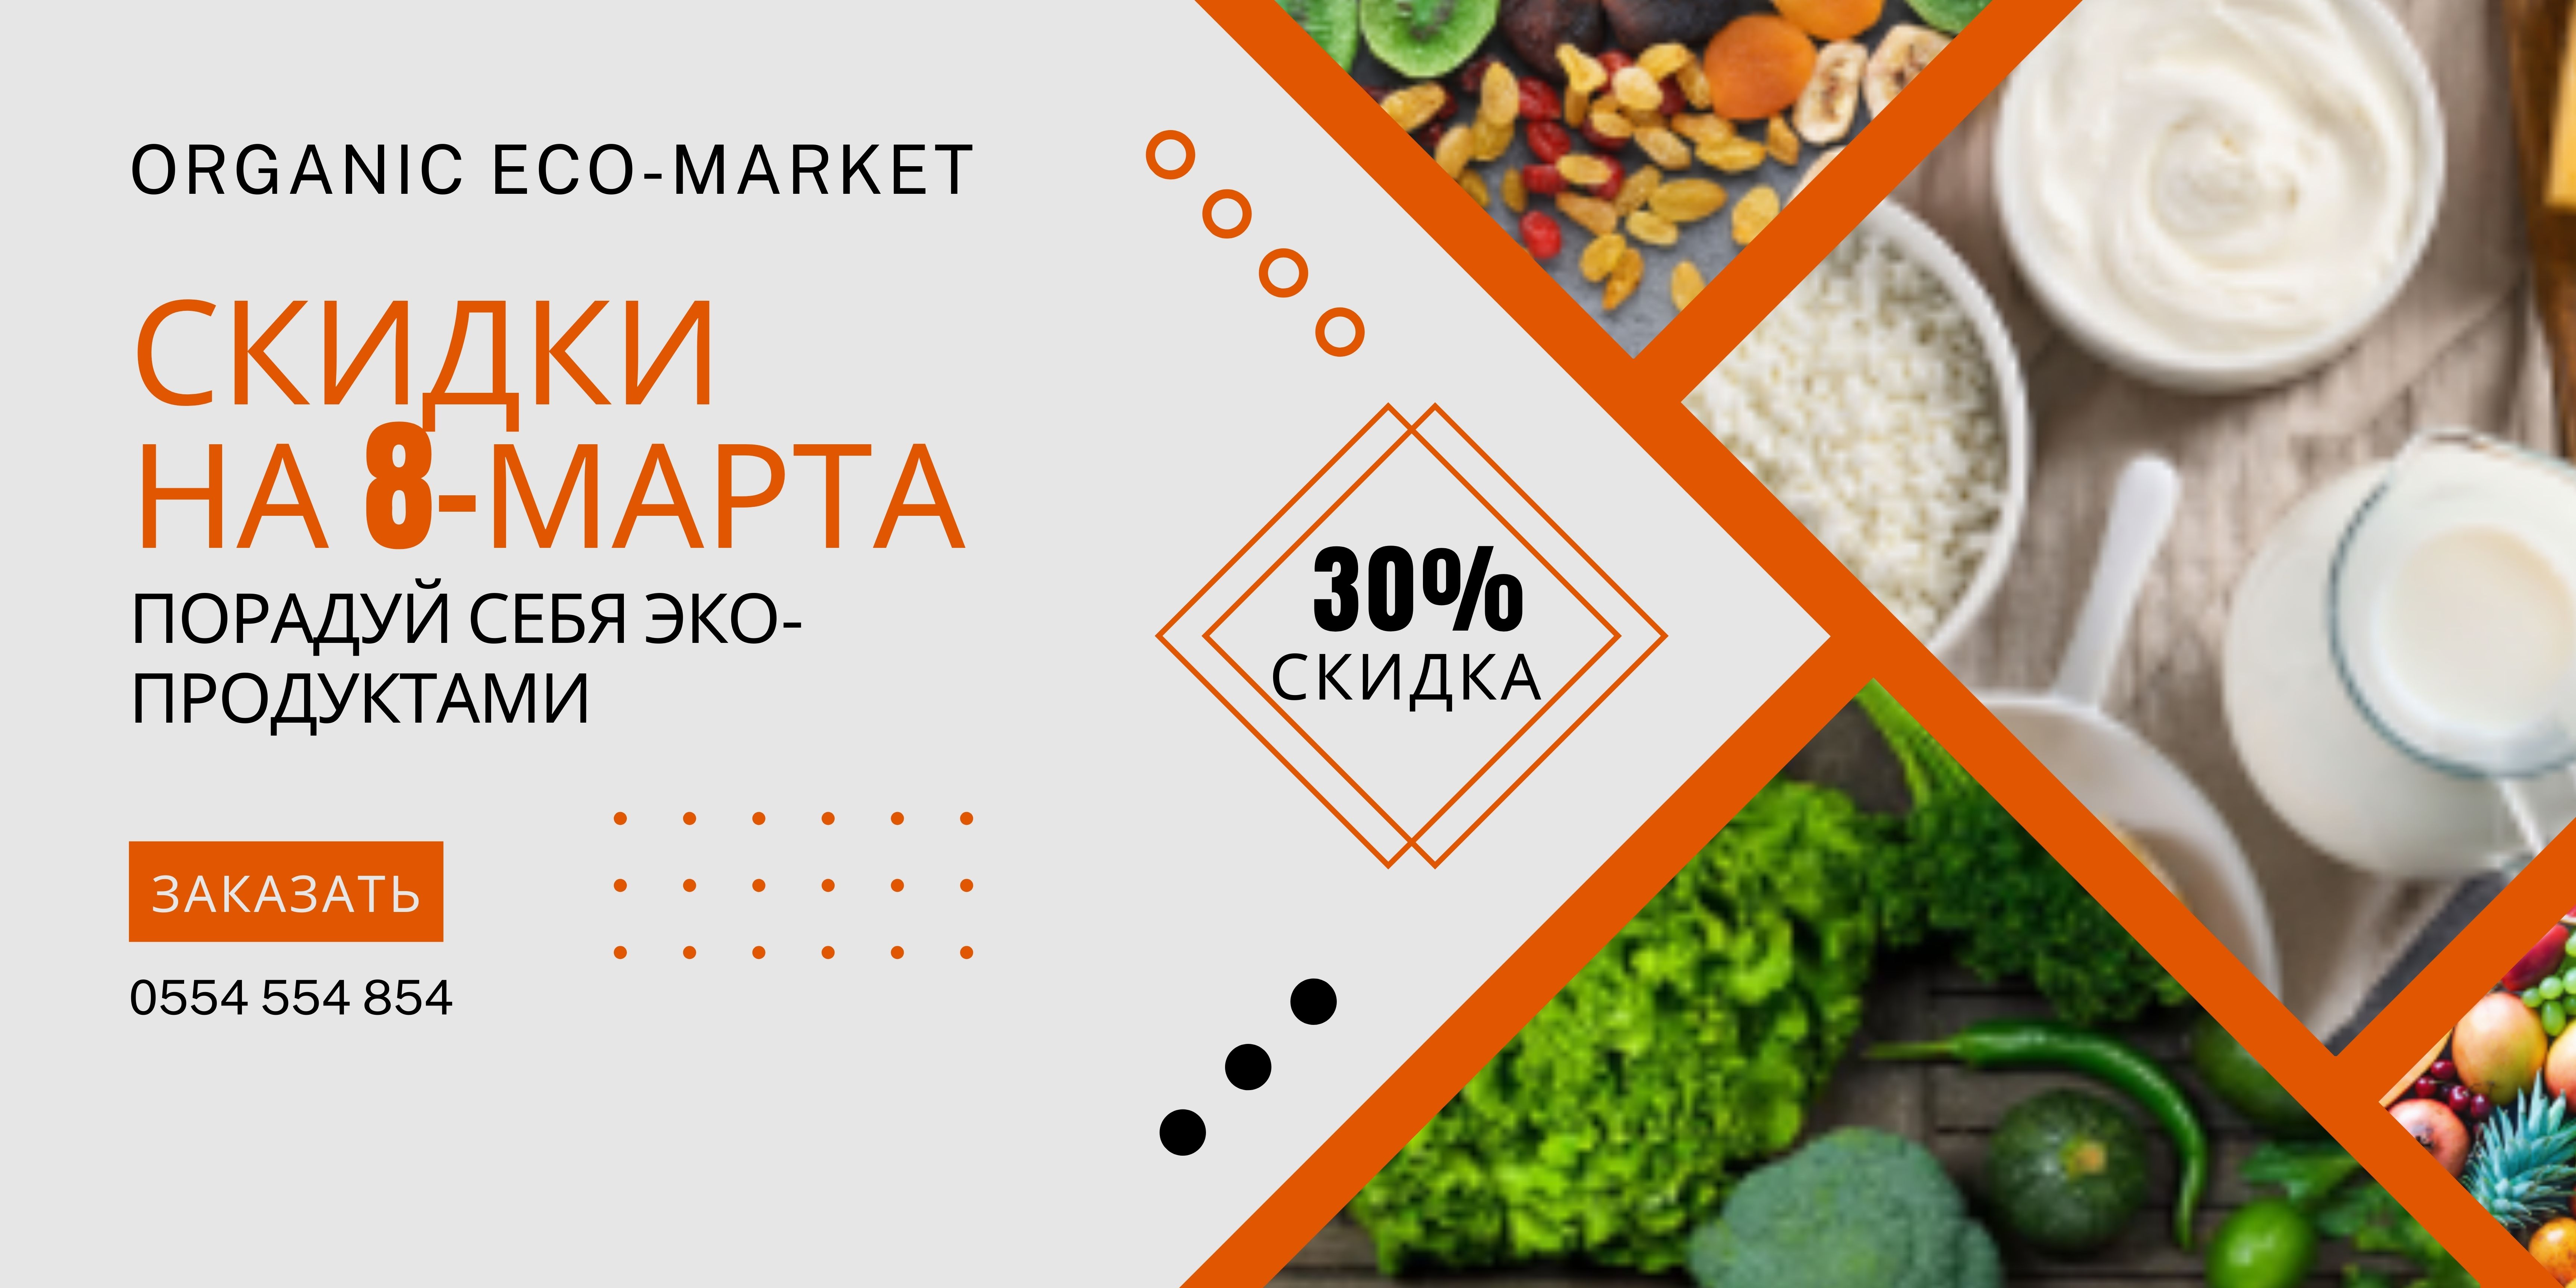 ORGANIC ECO-MARKET
СКИДКИ
НА 8-МАРТА
ПОРАДУЙ СЕБЯ ЭКО-
ПРОДУКТАМИ
30%
СКИДКА
ЗАКАЗАТЬ
0554 554 854